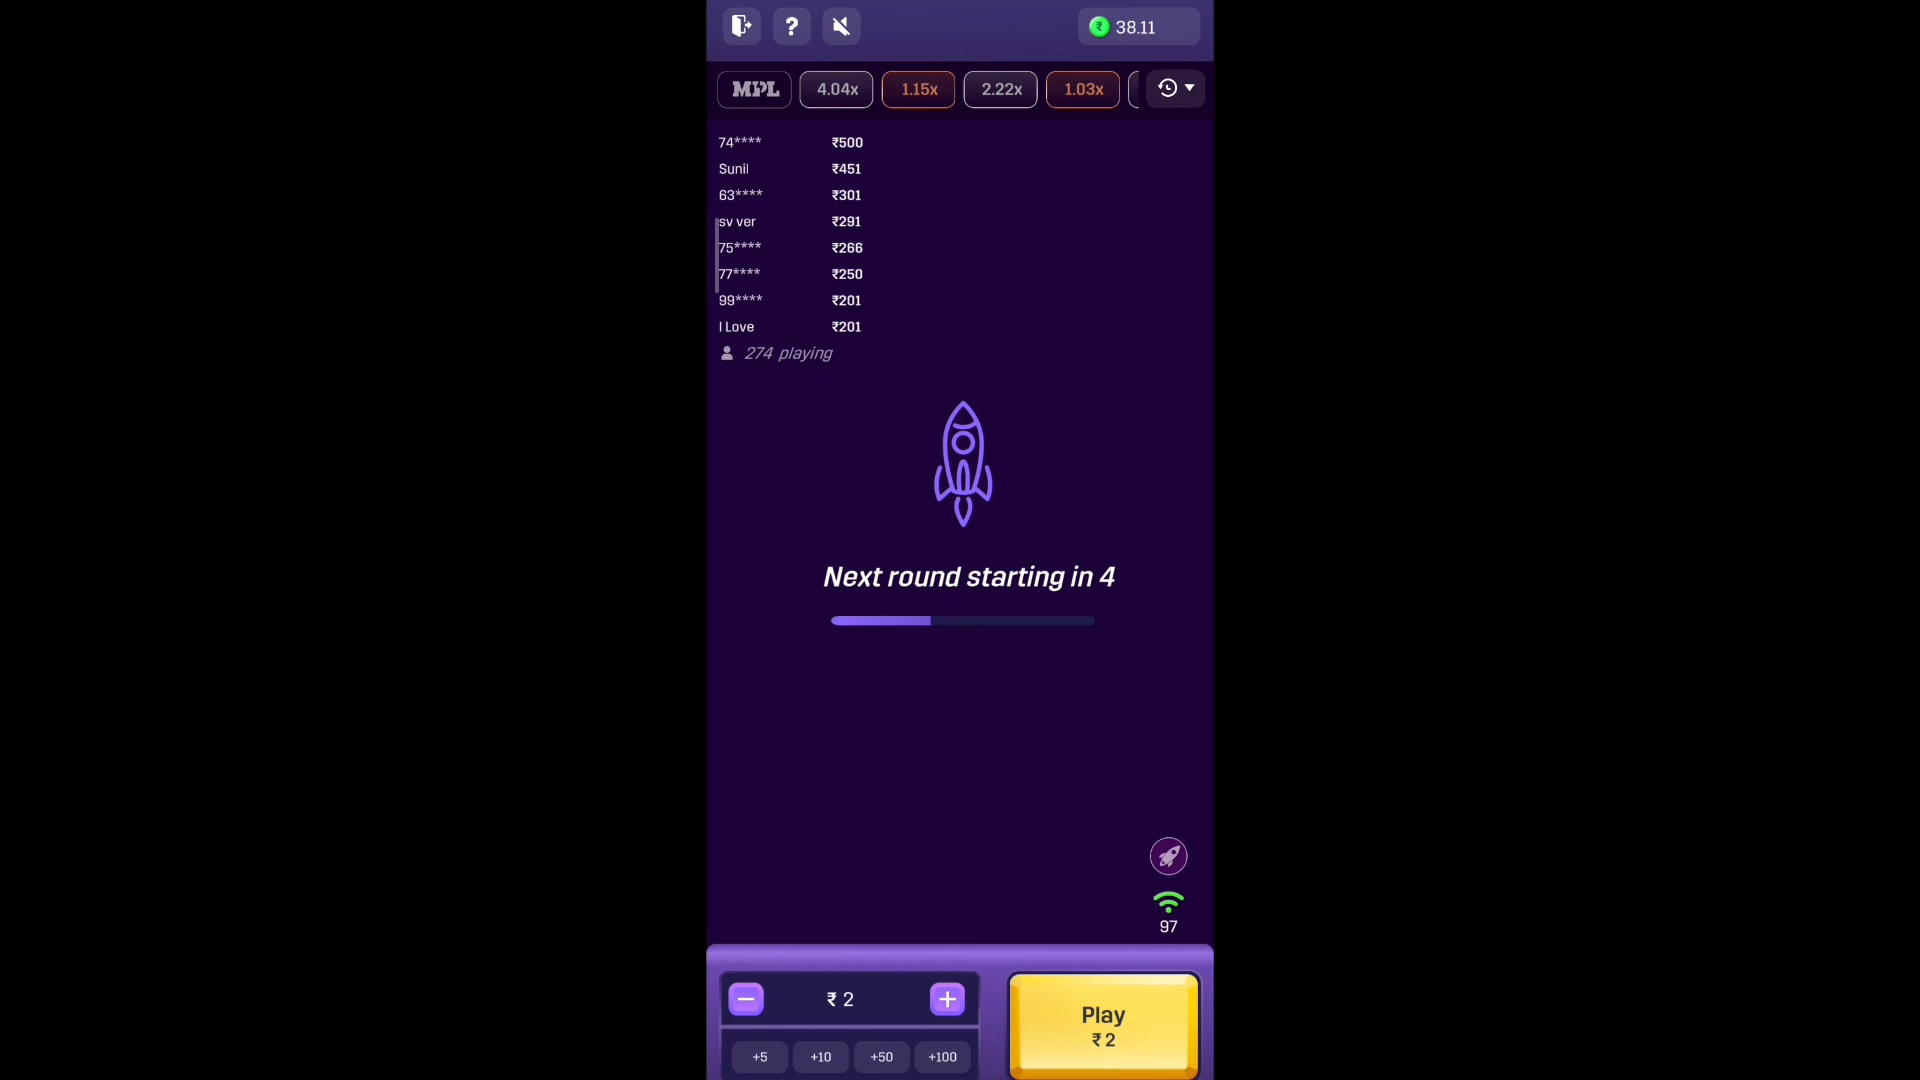 ?
₹ 38.11
MPL 4.04x 1.15x 2.22x 1.03x
74**** ₹500
Sunil ₹451
63**** ₹301
sv ver ₹291
75**** ₹266
77**** ₹250
99**** ₹201
I Love ₹201
274 playing
Next round starting in 4
97
₹ 2
+5 +10 +50 +100
Play
₹ 2